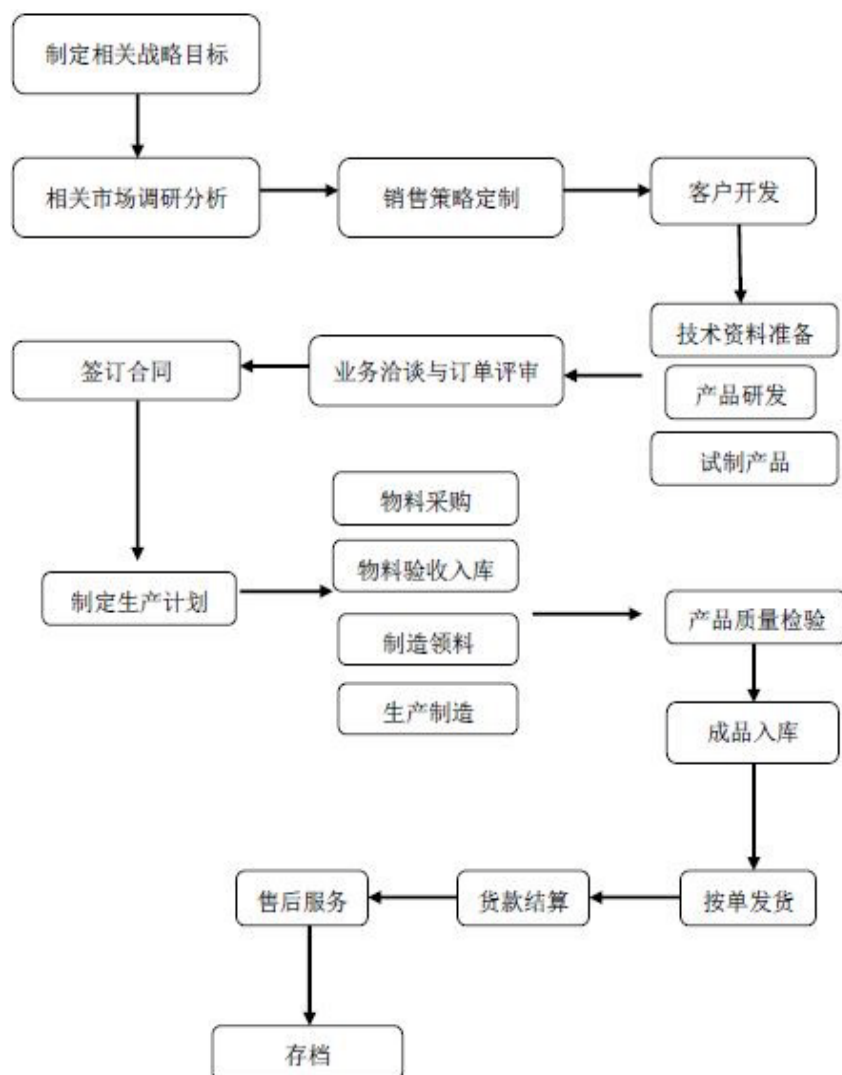 制定相关战略目标
相关市场调研分析
销售策略定制
客户开发
技术资料准备
产品研发
试制产品
业务洽谈与订单评审
签订合同
制定生产计划
物料采购
物料验收入库
制造领料
生产制造
产品质量检验
成品入库
按单发货
货款结算
售后服务
存档